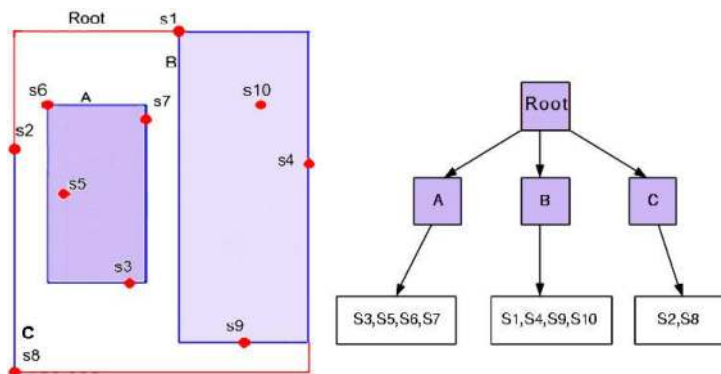 Root
s1
B
s6
A
s7
s10
s2
s4
s5
s3
C
s9
s8
Root
A
B
C
S3,S5,S6,S7
S1,S4,S9,S10
S2,S8